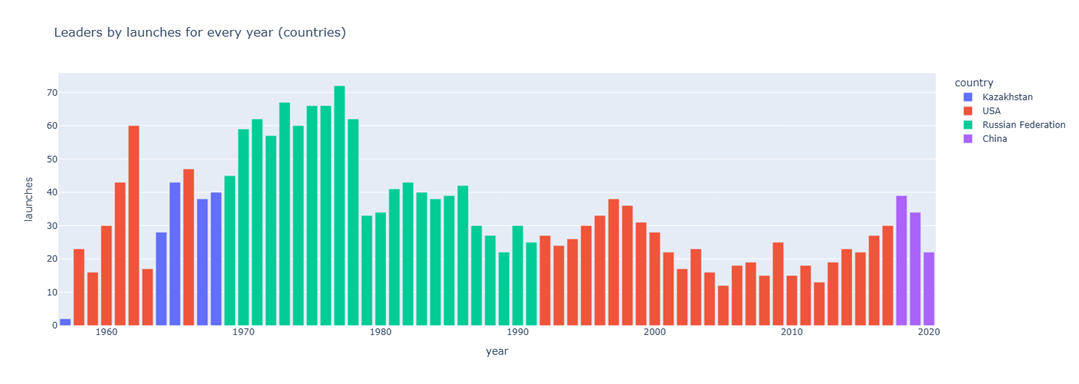 Leaders by launches for every year (countries)
country
Kazakhstan
USA
Russian Federation
China
launches
70
60
50
40
30
20
10
0
1960
1970
1980
1990
2000
2010
2020
year